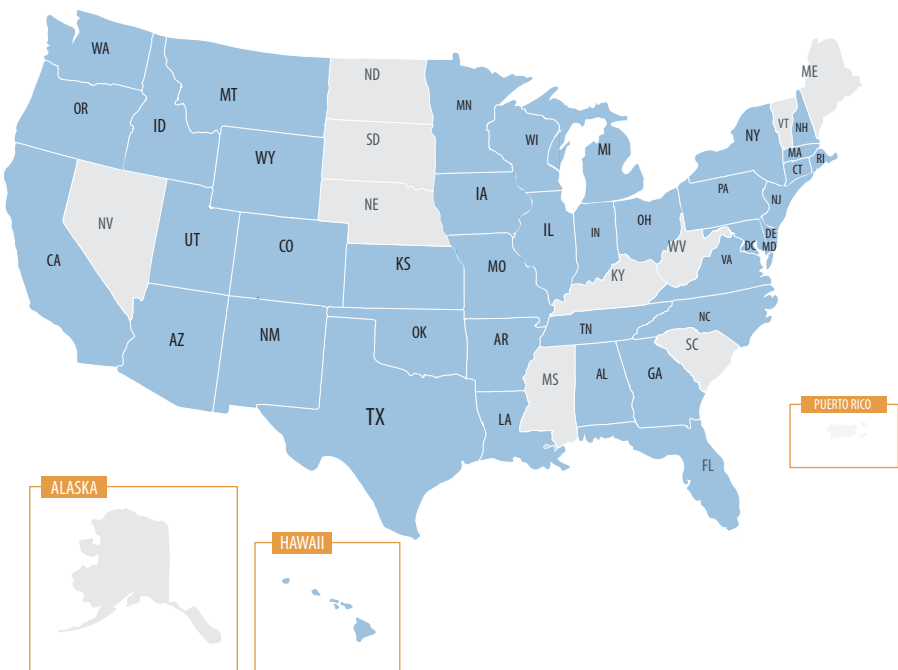 WA
ND
ME
MT
MN
OR
VT
NH
ID
NY
SD
WI
MI
MA
RI
WY
CT
PA
IA
NE
NJ
OH
NV
IL
IN
DE
UT
CO
WV
DC
MD
CA
KS
MO
VA
KY
NC
TN
NM
OK
AZ
AR
SC
MS
AL
GA
PUERTO RICO
TX
LA
FL
ALASKA
HAWAII